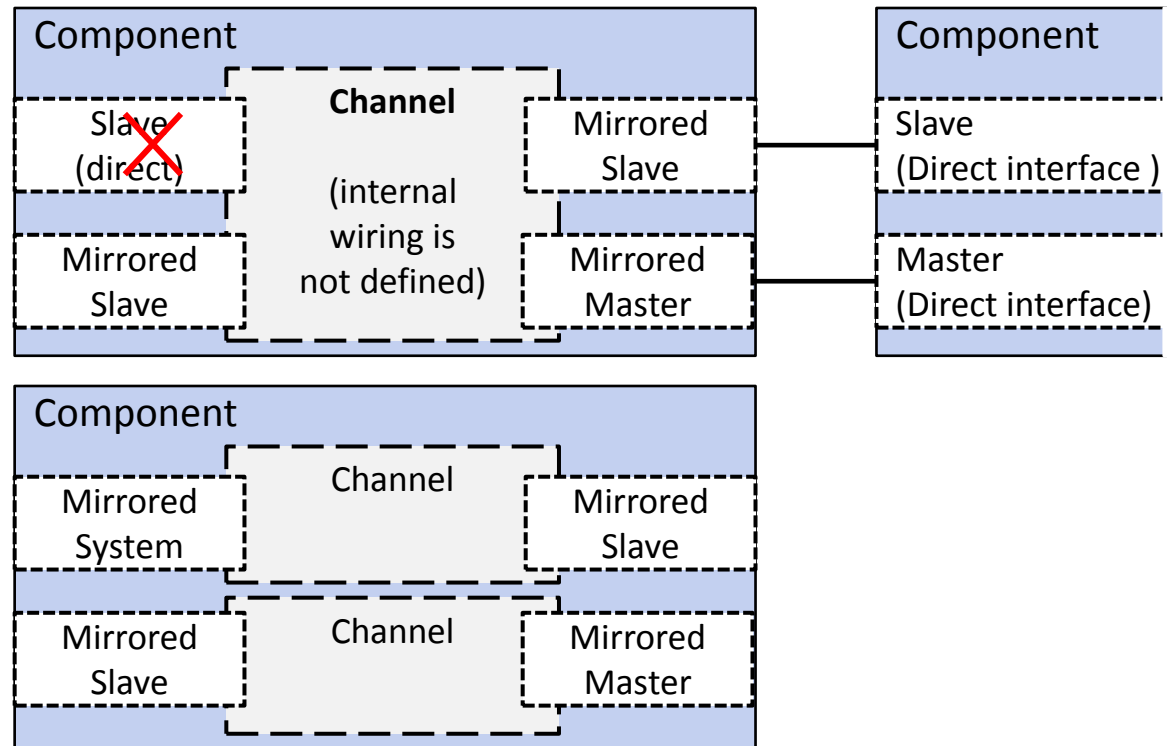 Component
Slave
(direct)
Mirrored
Slave
Channel
(internal
wiring is
not defined)
Mirrored
Slave
Mirrored
Master
Component
Slave
(Direct interface )
Master
(Direct interface)
Component
Mirrored
System
Channel
Mirrored
Slave
Mirrored
Slave
Channel
Mirrored
Master